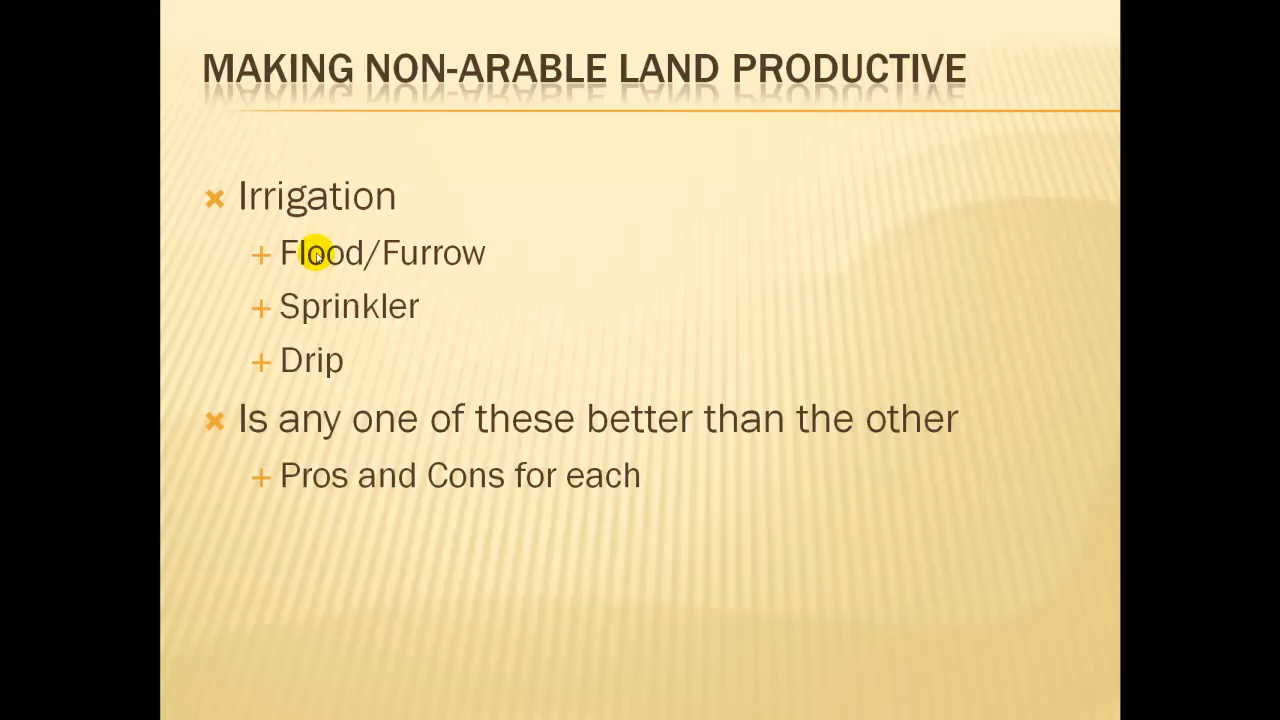 MAKING NON-ARABLE LAND PRODUCTIVE
Irrigation
Flood/Furrow
Sprinkler
Drip
Is any one of these better than the other
Pros and Cons for each